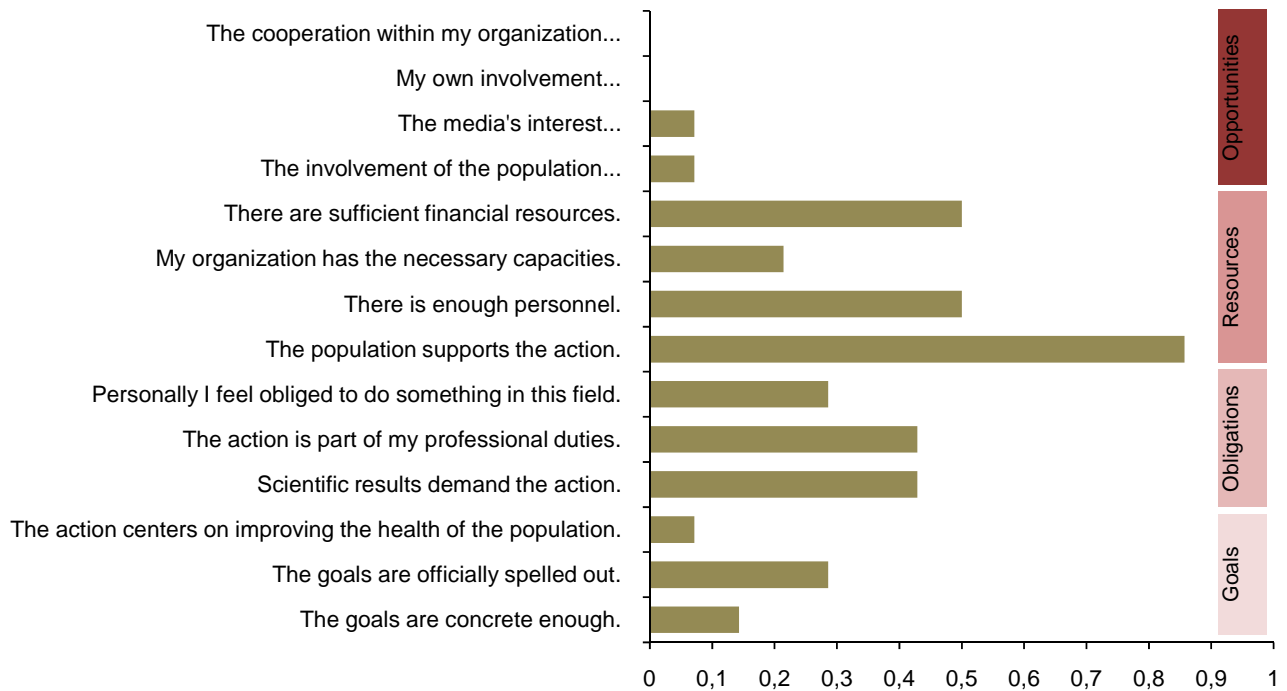 The cooperation within my organization...
My own involvement...
The media's interest...
The involvement of the population...
There are sufficient financial resources.
My organization has the necessary capacities.
There is enough personnel.
The population supports the action.
Personally I feel obliged to do something in this field.
The action is part of my professional duties.
Scientific results demand the action.
The action centers on improving the health of the population.
The goals are officially spelled out.
The goals are concrete enough.
0 0,1 0,2 0,3 0,4 0,5 0,6 0,7 0,8 0,9 1
Opportunities
Resources
Obligations
Goals